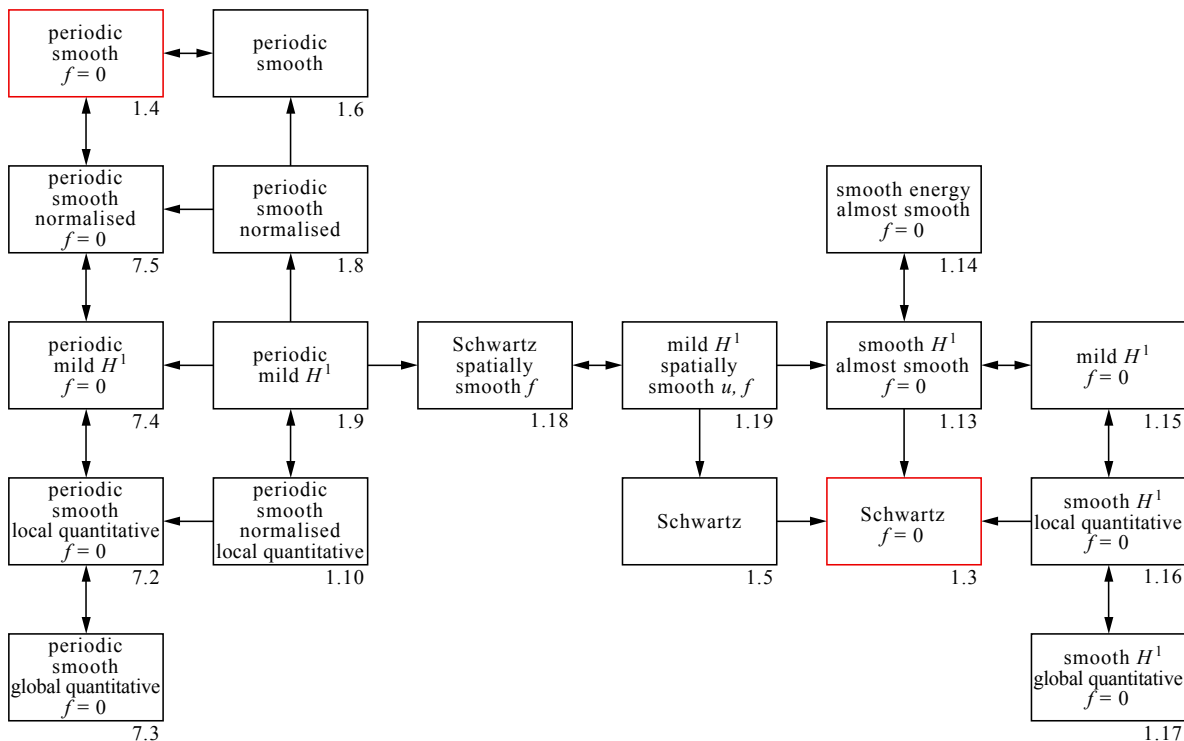 periodic
smooth
f = 0
1.4
periodic
smooth
1.6
periodic
smooth
normalised
f = 0
7.5
periodic
smooth
normalised
1.8
smooth energy
almost smooth
f = 0
1.14
periodic
mild H¹
f = 0
7.4
periodic
mild H¹
1.9
Schwartz
spatially
smooth f
1.18
mild H¹
spatially
smooth u, f
1.19
smooth H¹
almost smooth
f = 0
1.13
mild H¹
f = 0
1.15
periodic
smooth
local quantitative
f = 0
7.2
periodic
smooth
normalised
local quantitative
1.10
Schwartz
1.5
Schwartz
f = 0
1.3
smooth H¹
local quantitative
f = 0
1.16
periodic
smooth
global quantitative
f = 0
7.3
smooth H¹
global quantitative
f = 0
1.17